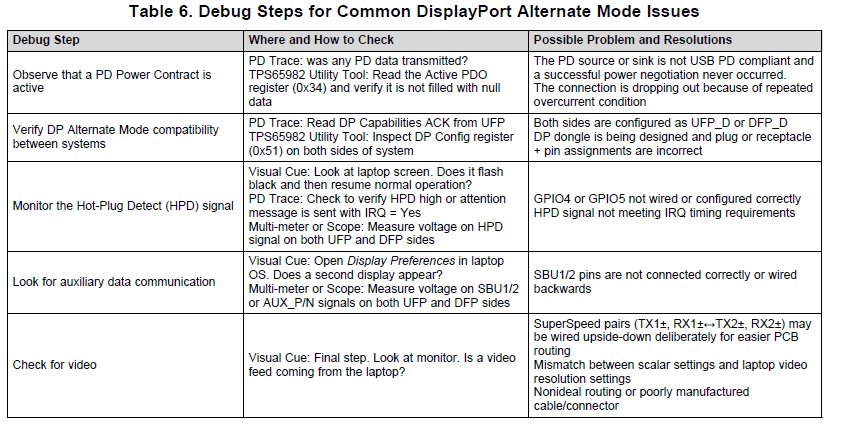 Table 6. Debug Steps for Common DisplayPort Alternate Mode Issues
Debug Step
Where and How to Check
Possible Problem and Resolutions
Observe that a PD Power Contract is
active
PD Trace: was any PD data transmitted?
TPS65982 Utility Tool: Read the Active PDO
register (0x34) and verify it is not filled with null
data
The PD source or sink is not USB PD compliant and
a successful power negotiation never occurred.
The connection is dropping out because of repeated
overcurrent condition
Verify DP Alternate Mode compatibility
between systems
PD Trace: Read DP Capabilities ACK from UFP
TPS65982 Utility Tool: Inspect DP Config register
(0x51) on both sides of system
Both sides are configured as UFP_D or DFP_D
DP dongle is being designed and plug or receptacle
+ pin assignments are incorrect
Monitor the Hot-Plug Detect (HPD) signal
Visual Cue: Look at laptop screen. Does it flash
black and then resume normal operation?
PD Trace: Check to verify HPD high or attention
message is sent with IRQ = Yes
Multi-meter or Scope: Measure voltage on HPD
signal on both UFP and DFP sides
GPIO4 or GPIO5 not wired or configured correctly
HPD signal not meeting IRQ timing requirements
Look for auxiliary data communication
Visual Cue: Open Display Preferences in laptop
OS. Does a second display appear?
Multi-meter or Scope: Measure voltage on SBU1/2
or AUX_P/N signals on both UFP and DFP sides
SBU1/2 pins are not connected correctly or wired
backwards
Check for video
Visual Cue: Final step. Look at monitor. Is a video
feed coming from the laptop?
SuperSpeed pairs (TX1±, RX1±↔TX2±, RX2±) may
be wired upside-down deliberately for easier PCB
routing
Mismatch between scalar settings and laptop video
resolution settings
Nonideal routing or poorly manufactured
cable/connector